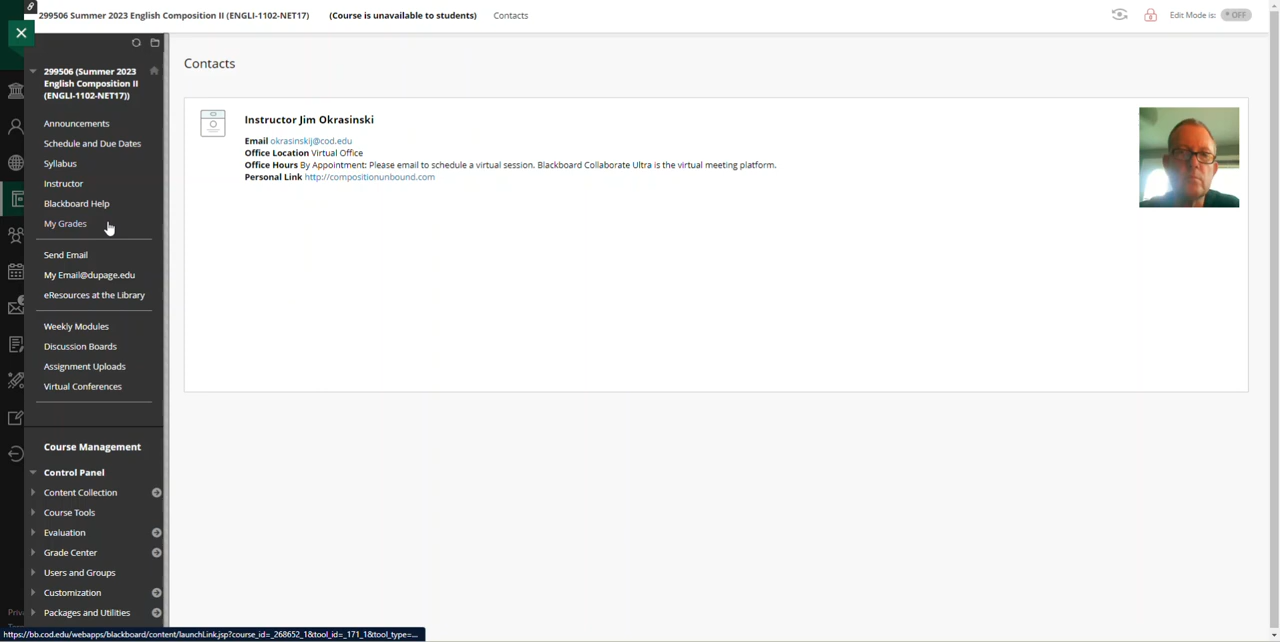 299506 Summer 2023 English Composition II (ENGLI-1102-NET17) (Course is unavailable to students) Contacts Edit Mode is: OFF
299506 (Summer 2023
English Composition II
(ENGLI-1102-NET17))
Announcements
Schedule and Due Dates
Syllabus
Instructor
Blackboard Help
My Grades
Send Email
My Email@dupage.edu
eResources at the Library
Weekly Modules
Discussion Boards
Assignment Uploads
Virtual Conferences
Course Management
Control Panel
Content Collection
Course Tools
Evaluation
Grade Center
Users and Groups
Customization
Packages and Utilities
Contacts
Instructor Jim Okrasinski
Email okrasinskij@cod.edu
Office Location Virtual Office
Office Hours By Appointment: Please email to schedule a virtual session. Blackboard Collaborate Ultra is the virtual meeting platform.
Personal Link http://compositionunbound.com
Priv
https://bb.cod.edu/webapps/blackboard/content/launchLink.jsp?course_id=_268652_1&tool_id=_171_1&tool_type=...